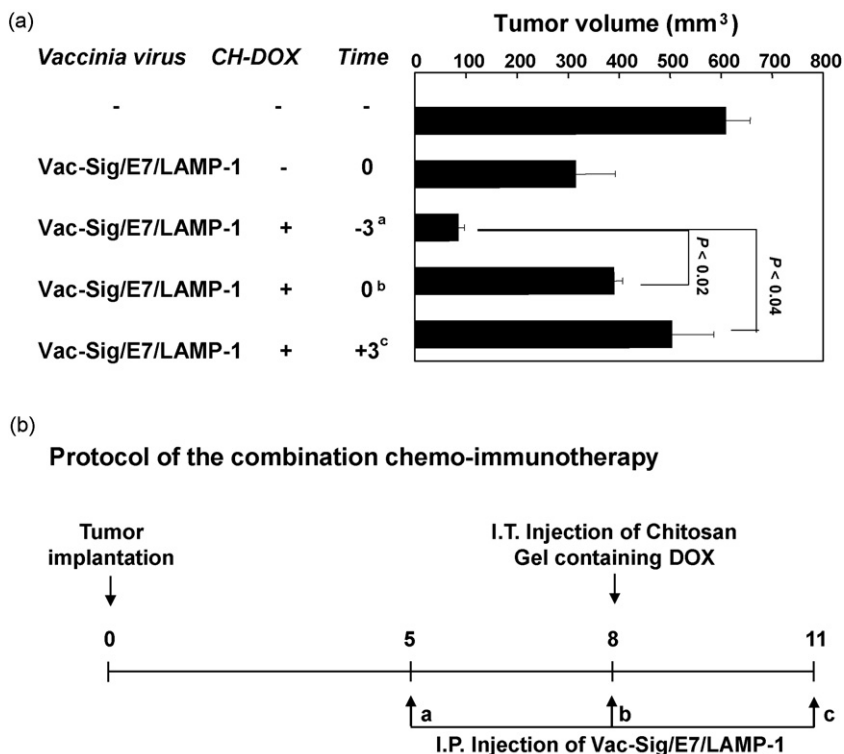 (a)
Tumor volume (mm³)
Vaccinia virus CH-DOX Time
0 100 200 300 400 500 600 700 800
- - -
Vac-Sig/E7/LAMP-1 - 0
Vac-Sig/E7/LAMP-1 + -3ᵃ
Vac-Sig/E7/LAMP-1 + 0ᵇ
Vac-Sig/E7/LAMP-1 + +3ᶜ
P < 0.02
P < 0.04
(b)
Protocol of the combination chemo-immunotherapy
Tumor
implantation
I.T. Injection of Chitosan
Gel containing DOX
0 5 8 11
a b c
I.P. Injection of Vac-Sig/E7/LAMP-1